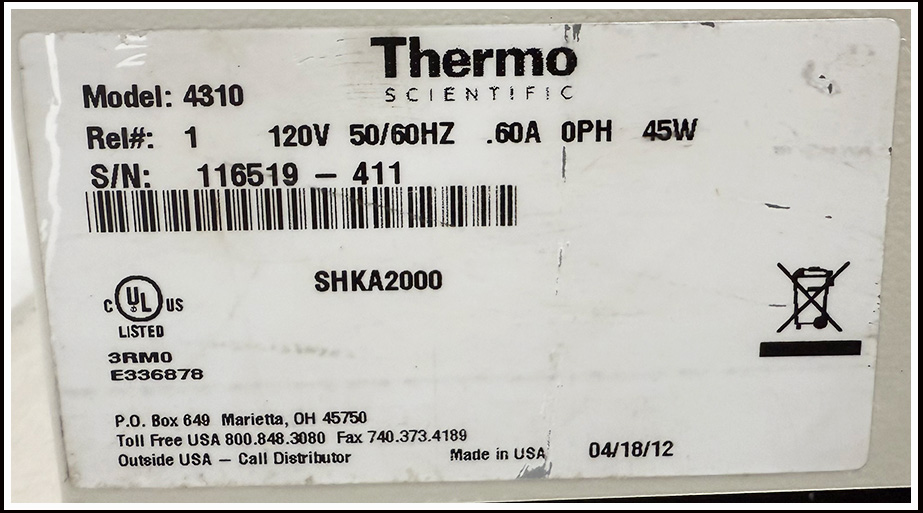 Thermo
SCIENTIFIC
Model: 4310
Rel#: 1 120V 50/60HZ .60A 0PH 45W
S/N: 116519 – 411
SHKA2000
C UL US
LISTED
3RM0
E336878
P.O. Box 649 Marietta, OH 45750
Toll Free USA 800.848.3080 Fax 740.373.4189
Outside USA – Call Distributor
Made in USA 04/18/12